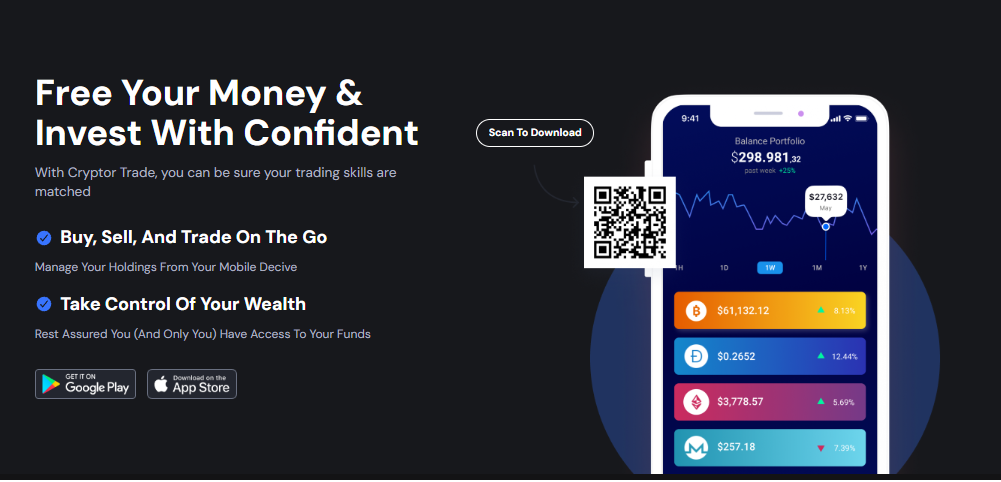 Free Your Money &
Invest With Confident
With Cryptor Trade, you can be sure your trading skills are
matched
Buy, Sell, And Trade On The Go
Manage Your Holdings From Your Mobile Decive
Take Control Of Your Wealth
Rest Assured You (And Only You) Have Access To Your Funds
GET IT ON
Google Play
Download on the
App Store
Scan To Download
9:41
Balance Portfolio
$298.981,32
past week +25%
$27,632
May
1H 1D 1W 1M 1Y
$61,132.12 8.13%
$0.2652 12.44%
$3,778.57 5.69%
$257.18 7.39%